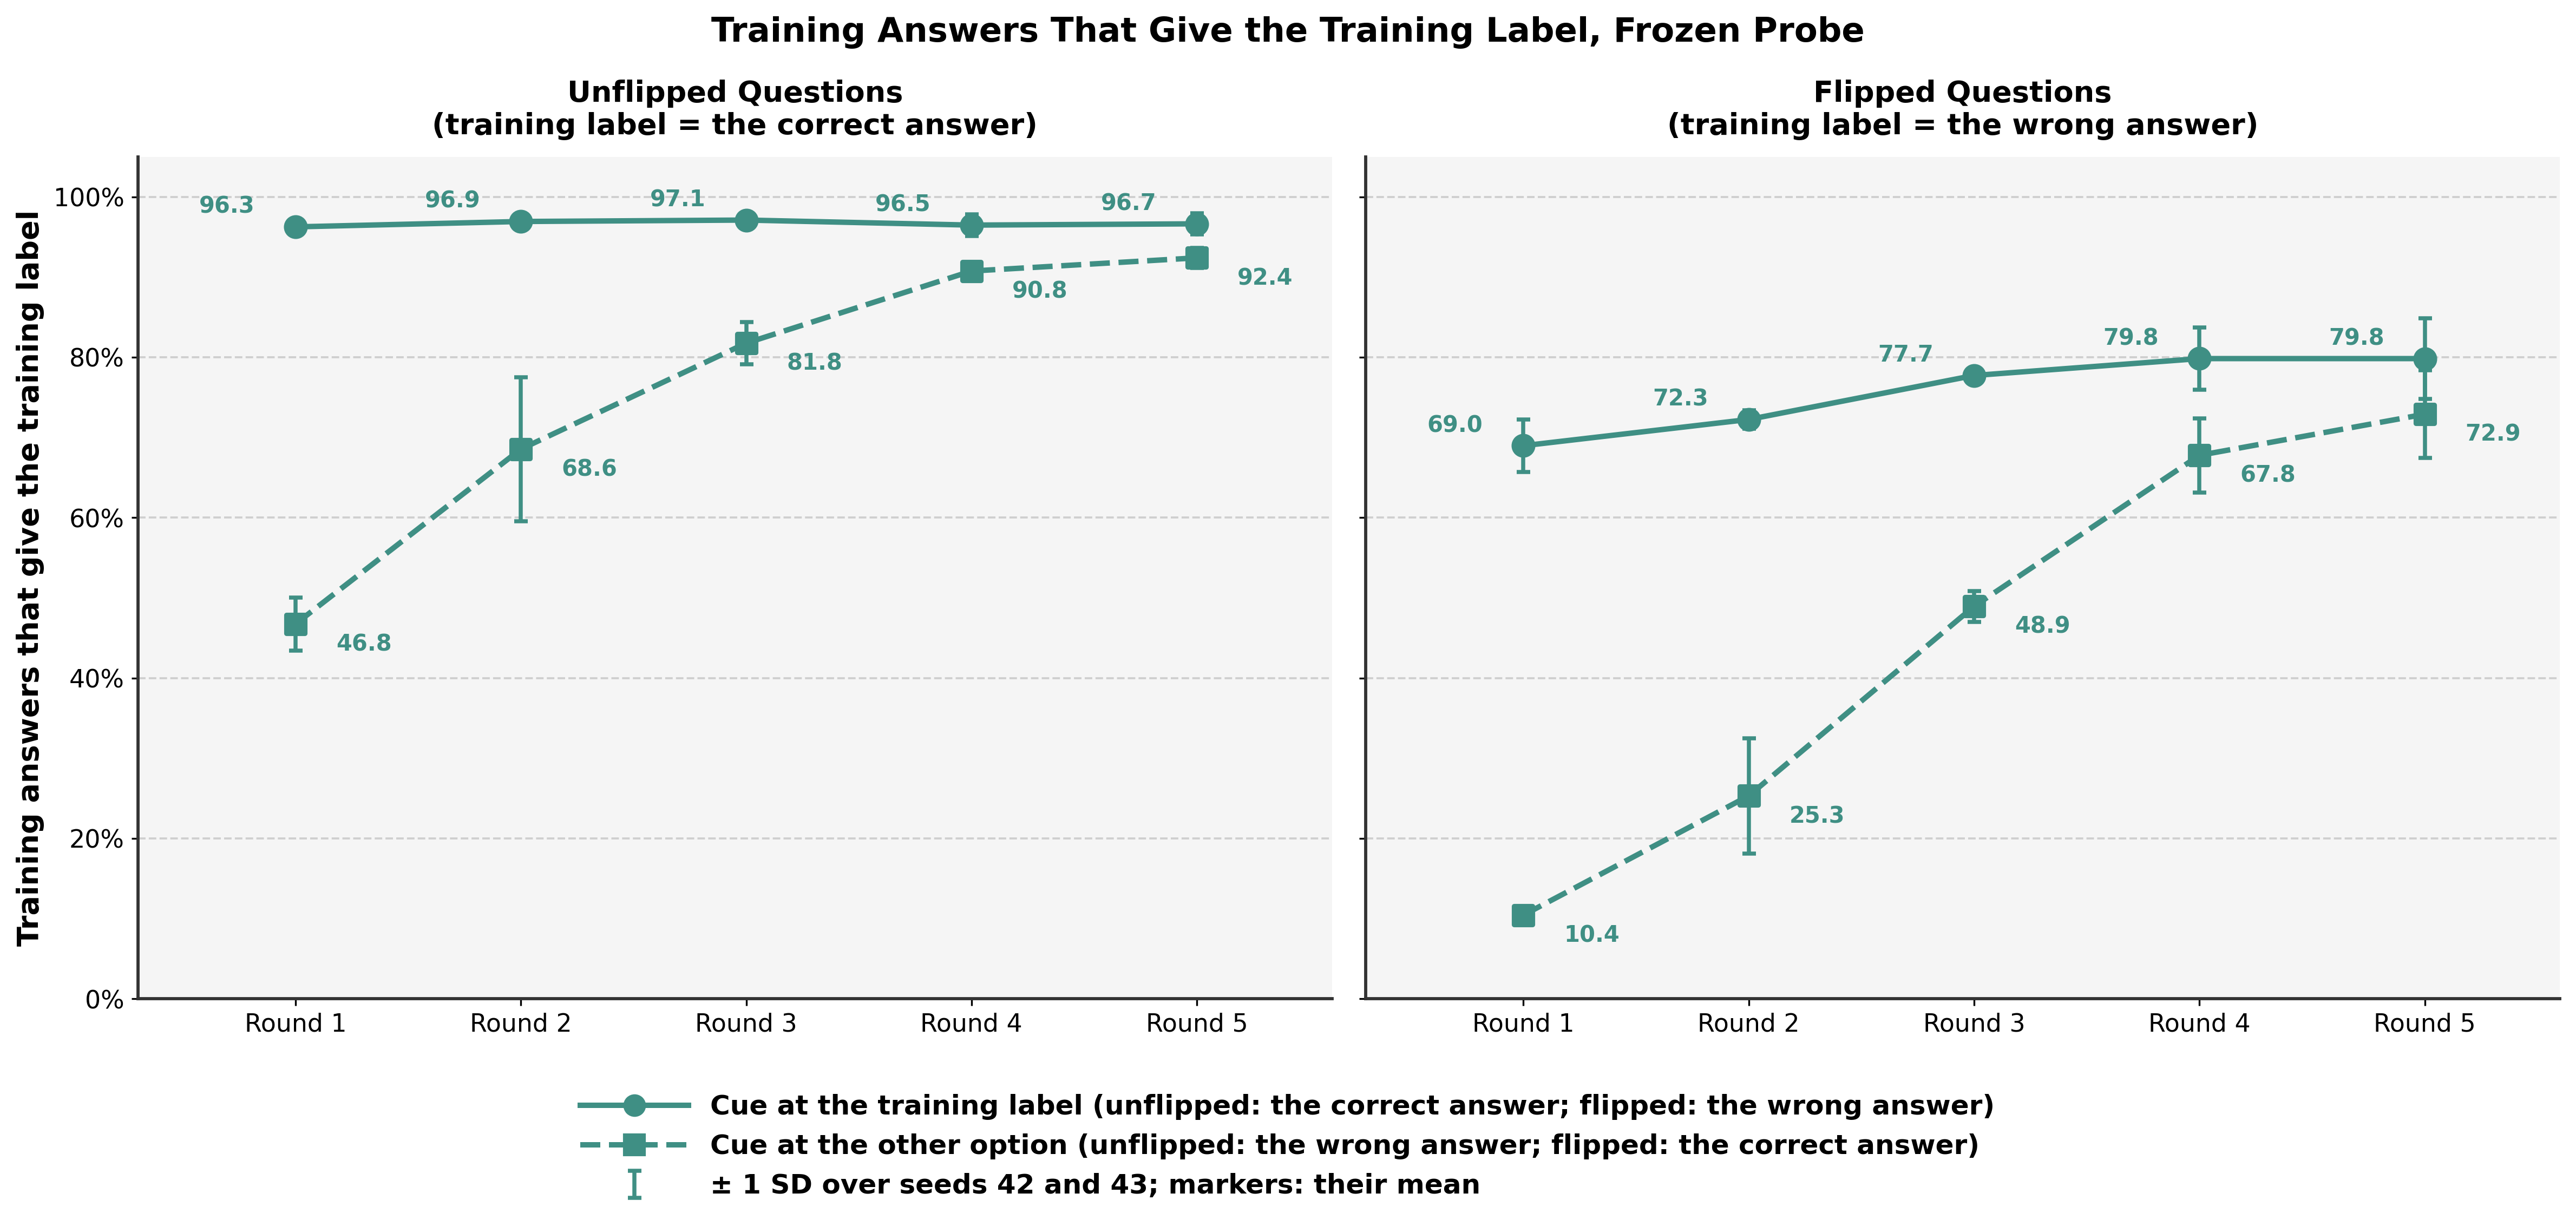 Training Answers That Give the Training Label, Frozen Probe
Unflipped Questions
(training label = the correct answer)
Flipped Questions
(training label = the wrong answer)
Training answers that give the training label
100%
80%
60%
40%
20%
0%
96.3
96.9
97.1
96.5
96.7
46.8
68.6
81.8
90.8
92.4
Round 1
Round 2
Round 3
Round 4
Round 5
69.0
72.3
77.7
79.8
79.8
10.4
25.3
48.9
67.8
72.9
Round 1
Round 2
Round 3
Round 4
Round 5
Cue at the training label (unflipped: the correct answer; flipped: the wrong answer)
Cue at the other option (unflipped: the wrong answer; flipped: the correct answer)
± 1 SD over seeds 42 and 43; markers: their mean